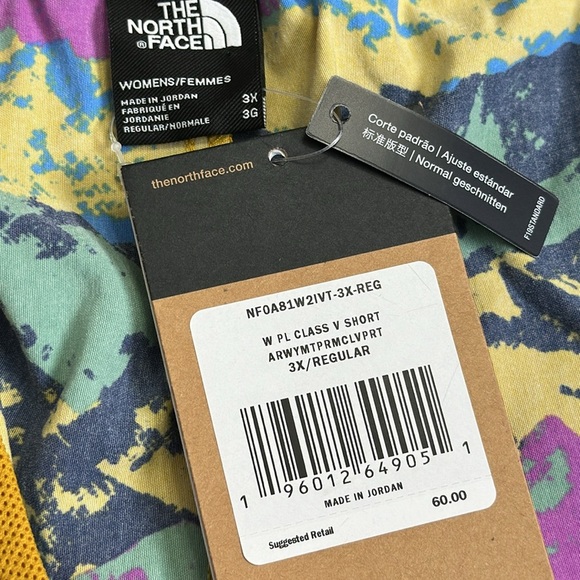 THE
NORTH
FACE
®
WOMENS/FEMMES
MADE IN JORDAN 3X
FABRIQUÉ EN 3G
JORDANIE
REGULAR/NORMALE
thenorthface.com
Corte padrão | Ajuste estándar
标准版型 | Normal geschnitten
F19STANDARD
NF0A81W2IVT-3X-REG
W PL CLASS V SHORT
ARWYMTPRMCLVPRT
3X/REGULAR
1 96012 64905 1
MADE IN JORDAN
60.00
Suggested Retail